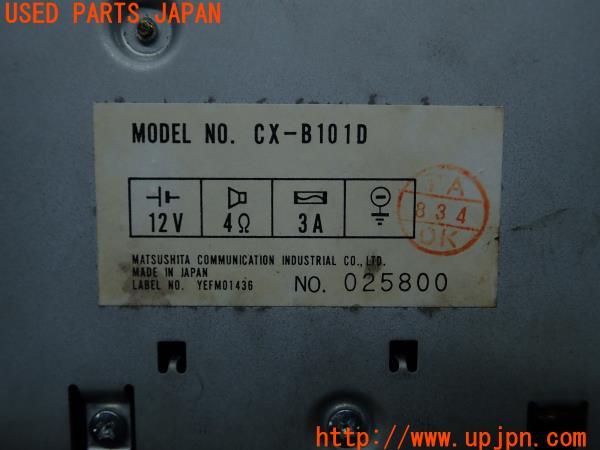 USED PARTS JAPAN
MODEL NO. CX-B101D
12V 4Ω 3A
834
OK
MATSUSHITA COMMUNICATION INDUSTRIAL CO., LTD.
MADE IN JAPAN
LABEL NO. YEFM01436 NO. 025800
http://www.upjpn.com/